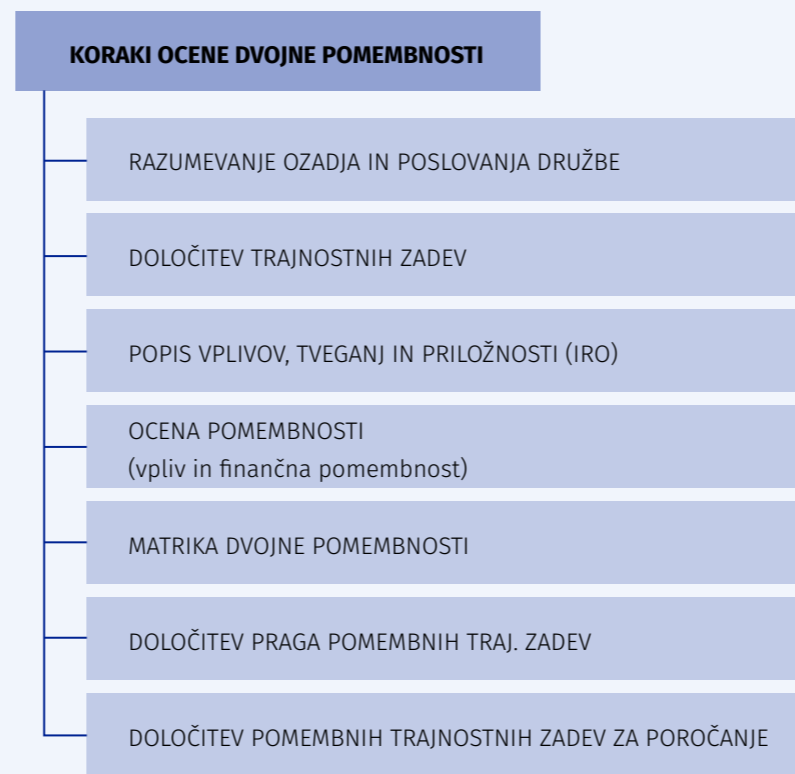 KORAKI OCENE DVOJNE POMEMBNOSTI
RAZUMEVANJE OZADJA IN POSLOVANJA DRUŽBE
DOLOČITEV TRAJNOSTNIH ZADEV
POPIS VPLIVOV, TVEGANJ IN PRILOŽNOSTI (IRO)
OCENA POMEMBNOSTI
(vpliv in finančna pomembnost)
MATRIKA DVOJNE POMEMBNOSTI
DOLOČITEV PRAGA POMEMBNIH TRAJ. ZADEV
DOLOČITEV POMEMBNIH TRAJNOSTNIH ZADEV ZA POROČANJE